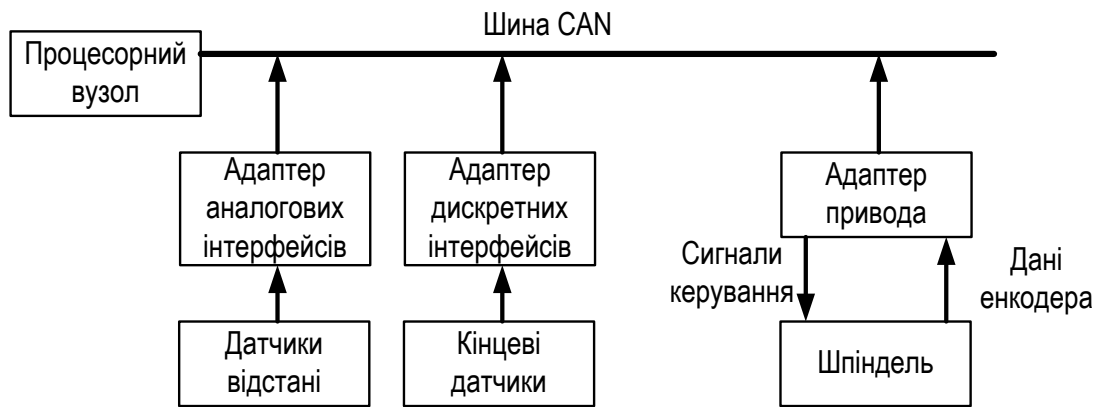 Шина CAN
Процесорний
вузол
Адаптер
аналогових
інтерфейсів
Адаптер
дискретних
інтерфейсів
Адаптер
привода
Сигнали
керування
Дані
енкодера
Датчики
відстані
Кінцеві
датчики
Шпіндель